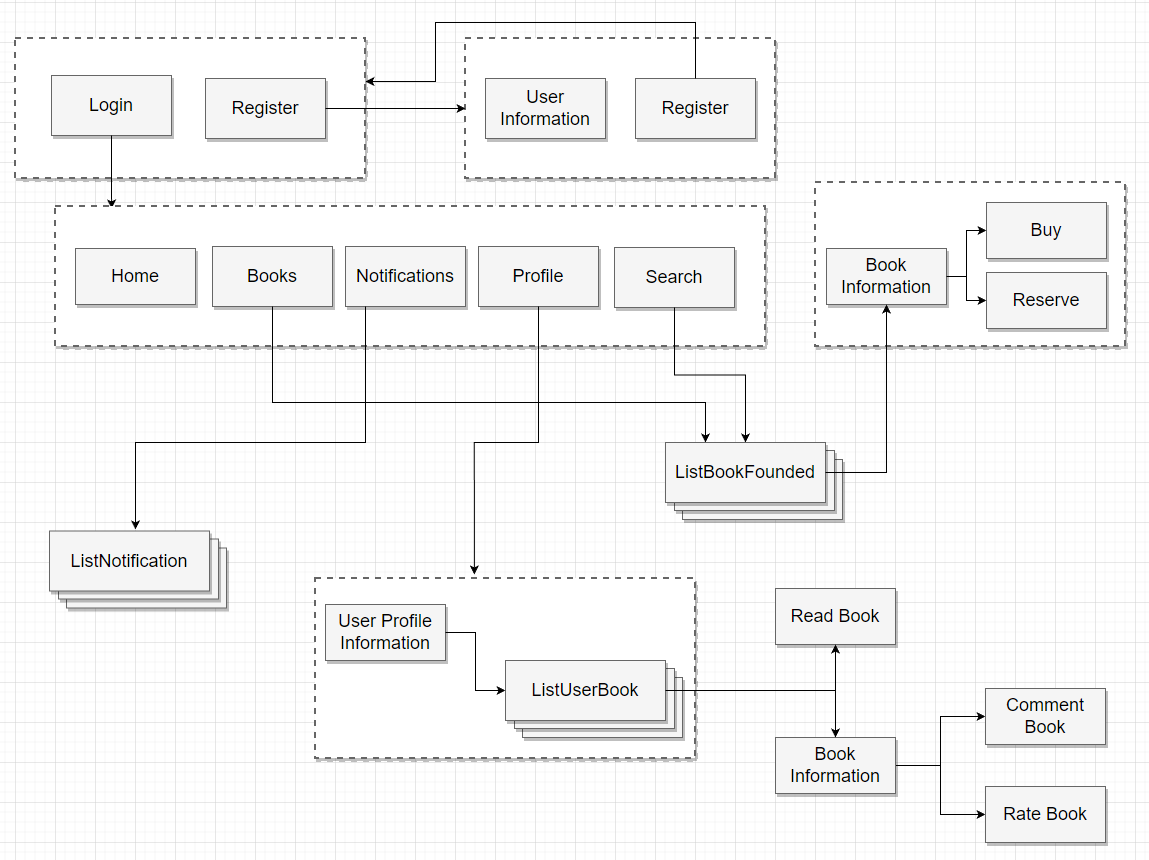 Login
Register
User
Information
Register
Home
Books
Notifications
Profile
Search
Book
Information
Buy
Reserve
ListBookFounded
ListNotification
User Profile
Information
ListUserBook
Read Book
Book
Information
Comment
Book
Rate Book